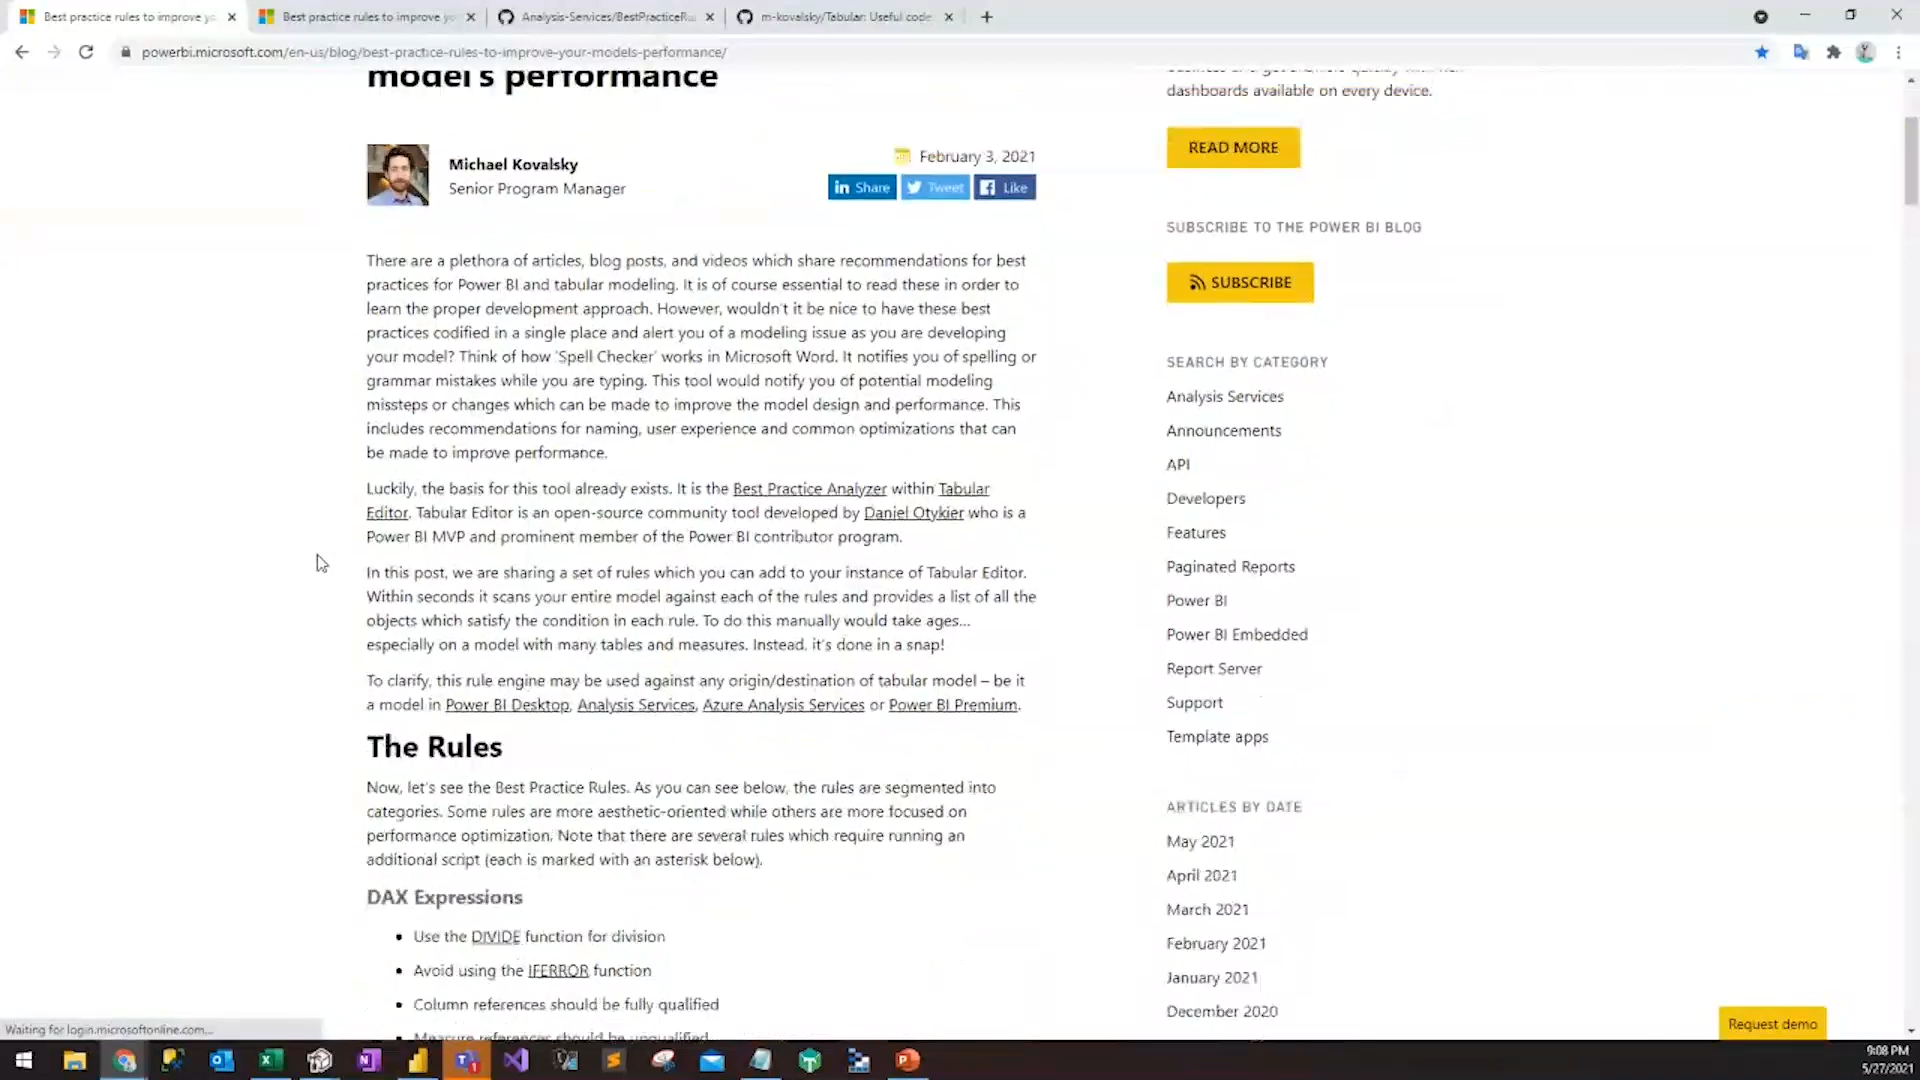 Best practice rules to improve yo
Best practice rules to improve yo
Analysis-Services/BestPracticeRu
m-kovalsky/Tabular: Useful code
powerbi.microsoft.com/en-us/blog/best-practice-rules-to-improve-your-models-performance/
model's performance
Michael Kovalsky
Senior Program Manager
February 3, 2021
in Share
Tweet
Like
There are a plethora of articles, blog posts, and videos which share recommendations for best
practices for Power BI and tabular modeling. It is of course essential to read these in order to
learn the proper development approach. However, wouldn't it be nice to have these best
practices codified in a single place and alert you of a modeling issue as you are developing
your model? Think of how 'Spell Checker' works in Microsoft Word. It notifies you of spelling or
grammar mistakes while you are typing. This tool would notify you of potential modeling
missteps or changes which can be made to improve the model design and performance. This
includes recommendations for naming, user experience and common optimizations that can
be made to improve performance.
Luckily, the basis for this tool already exists. It is the Best Practice Analyzer within Tabular
Editor. Tabular Editor is an open-source community tool developed by Daniel Otykier who is a
Power BI MVP and prominent member of the Power BI contributor program.
In this post, we are sharing a set of rules which you can add to your instance of Tabular Editor.
Within seconds it scans your entire model against each of the rules and provides a list of all the
objects which satisfy the condition in each rule. To do this manually would take ages...
especially on a model with many tables and measures. Instead, it's done in a snap!
To clarify, this rule engine may be used against any origin/destination of tabular model – be it
a model in Power BI Desktop, Analysis Services, Azure Analysis Services or Power BI Premium.
The Rules
Now, let's see the Best Practice Rules. As you can see below, the rules are segmented into
categories. Some rules are more aesthetic-oriented while others are more focused on
performance optimization. Note that there are several rules which require running an
additional script (each is marked with an asterisk below).
DAX Expressions
• Use the DIVIDE function for division
• Avoid using the IFERROR function
• Column references should be fully qualified
• Measure references should be unqualified
dashboards available on every device.
READ MORE
SUBSCRIBE TO THE POWER BI BLOG
SUBSCRIBE
SEARCH BY CATEGORY
Analysis Services
Announcements
API
Developers
Features
Paginated Reports
Power BI
Power BI Embedded
Report Server
Support
Template apps
ARTICLES BY DATE
May 2021
April 2021
March 2021
February 2021
January 2021
December 2020
Request demo
Waiting for login.microsoftonline.com...
9:08 PM
5/27/2021